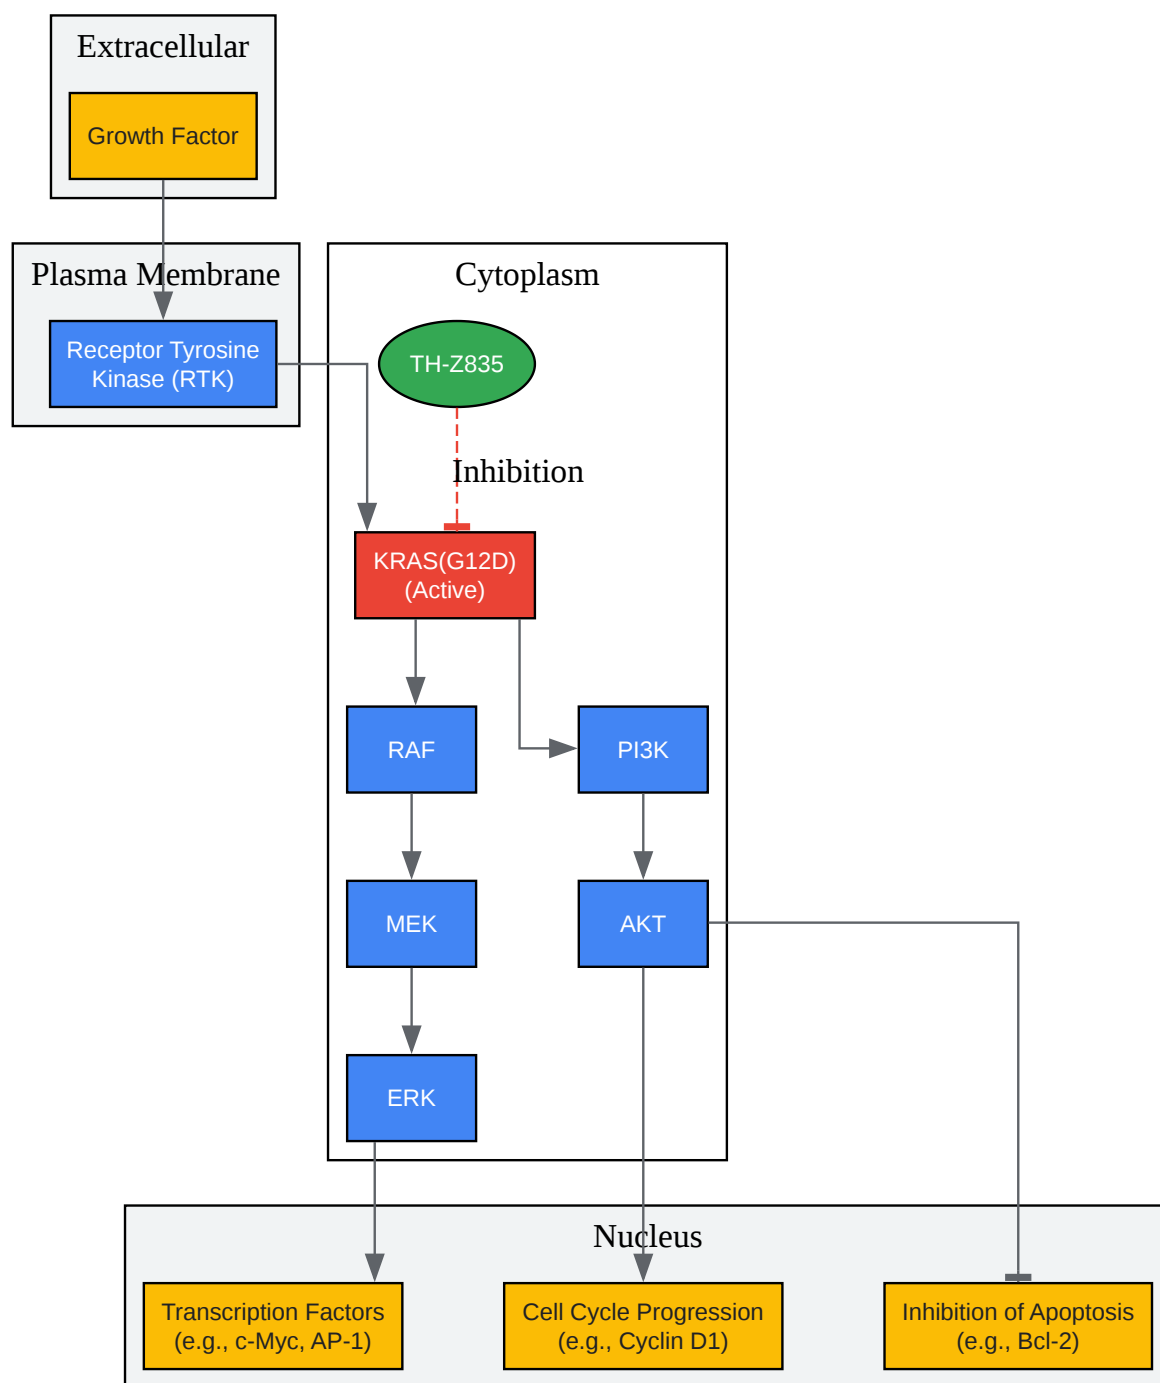 Extracellular
Growth Factor
Plasma Membrane
Receptor Tyrosine
Kinase (RTK)
Cytoplasm
TH-Z835
Inhibition
KRAS(G12D)
(Active)
RAF
PI3K
MEK
AKT
ERK
Nucleus
Transcription Factors
(e.g., c-Myc, AP-1)
Cell Cycle Progression
(e.g., Cyclin D1)
Inhibition of Apoptosis
(e.g., Bcl-2)